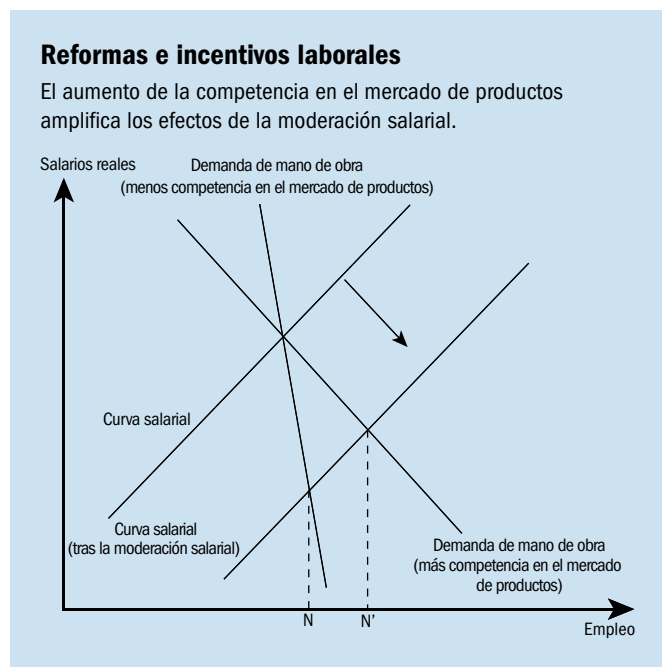 Reformas e incentivos laborales
El aumento de la competencia en el mercado de productos
amplifica los efectos de la moderación salarial.
Salarios reales
Demanda de mano de obra
(menos competencia en el mercado de productos)
Curva salarial
Curva salarial
(tras la moderación salarial)
Demanda de mano de obra
(más competencia en el mercado
de productos)
N
N’
Empleo